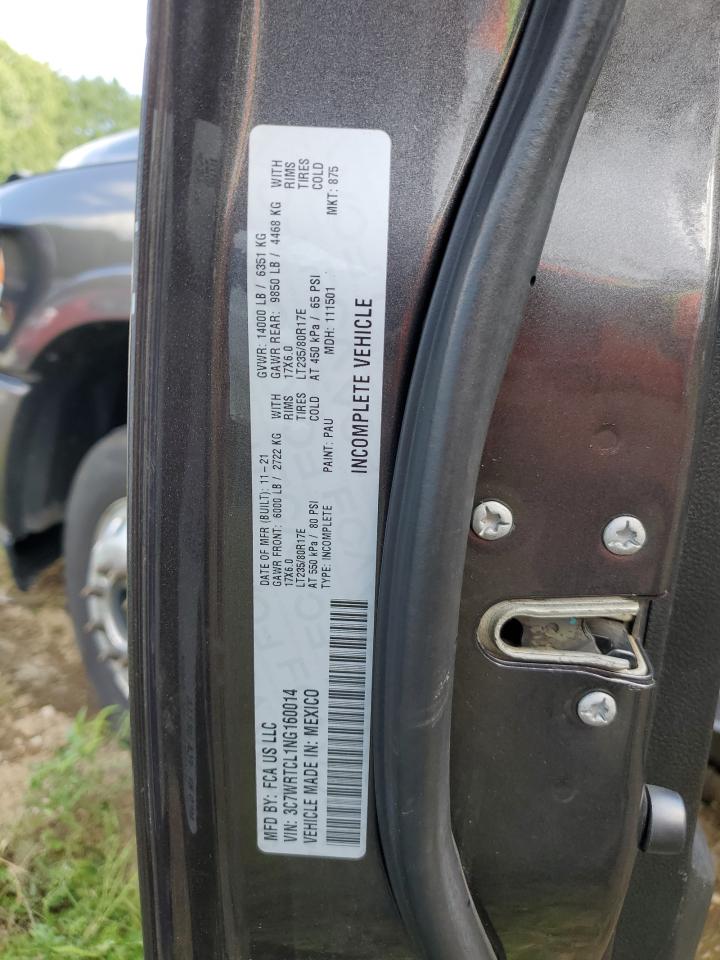 MFD BY: FCA US LLC
VIN: 3C7WRTCL1NG160014
VEHICLE MADE IN: MEXICO
DATE OF MFR (BUILT): 11-21 GVWR: 14000 LB / 6351 KG
GAWR FRONT: 6000 LB / 2722 KG WITH GAWR REAR: 9850 LB / 4468 KG WITH
17X6.0 RIMS 17X6.0 RIMS
LT235/80R17E TIRES LT235/80R17E TIRES
AT 550 kPa / 80 PSI COLD AT 450 kPa / 65 PSI COLD
TYPE: INCOMPLETE PAINT: PAU MDH: 111501 MKT: 875
INCOMPLETE VEHICLE